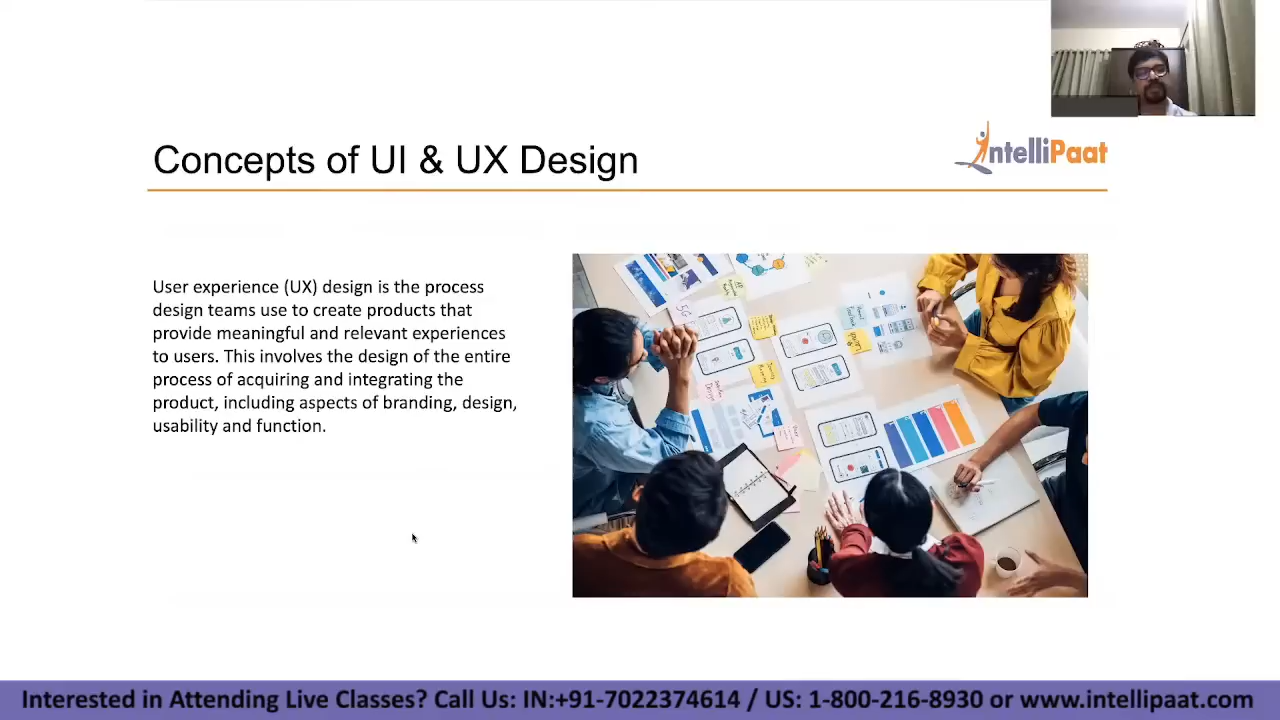 Concepts of UI & UX Design
IntelliPaat
User experience (UX) design is the process
design teams use to create products that
provide meaningful and relevant experiences
to users. This involves the design of the entire
process of acquiring and integrating the
product, including aspects of branding, design,
usability and function.
5G
Interested in Attending Live Classes? Call Us: IN:+91-7022374614 / US: 1-800-216-8930 or www.intellipaat.com